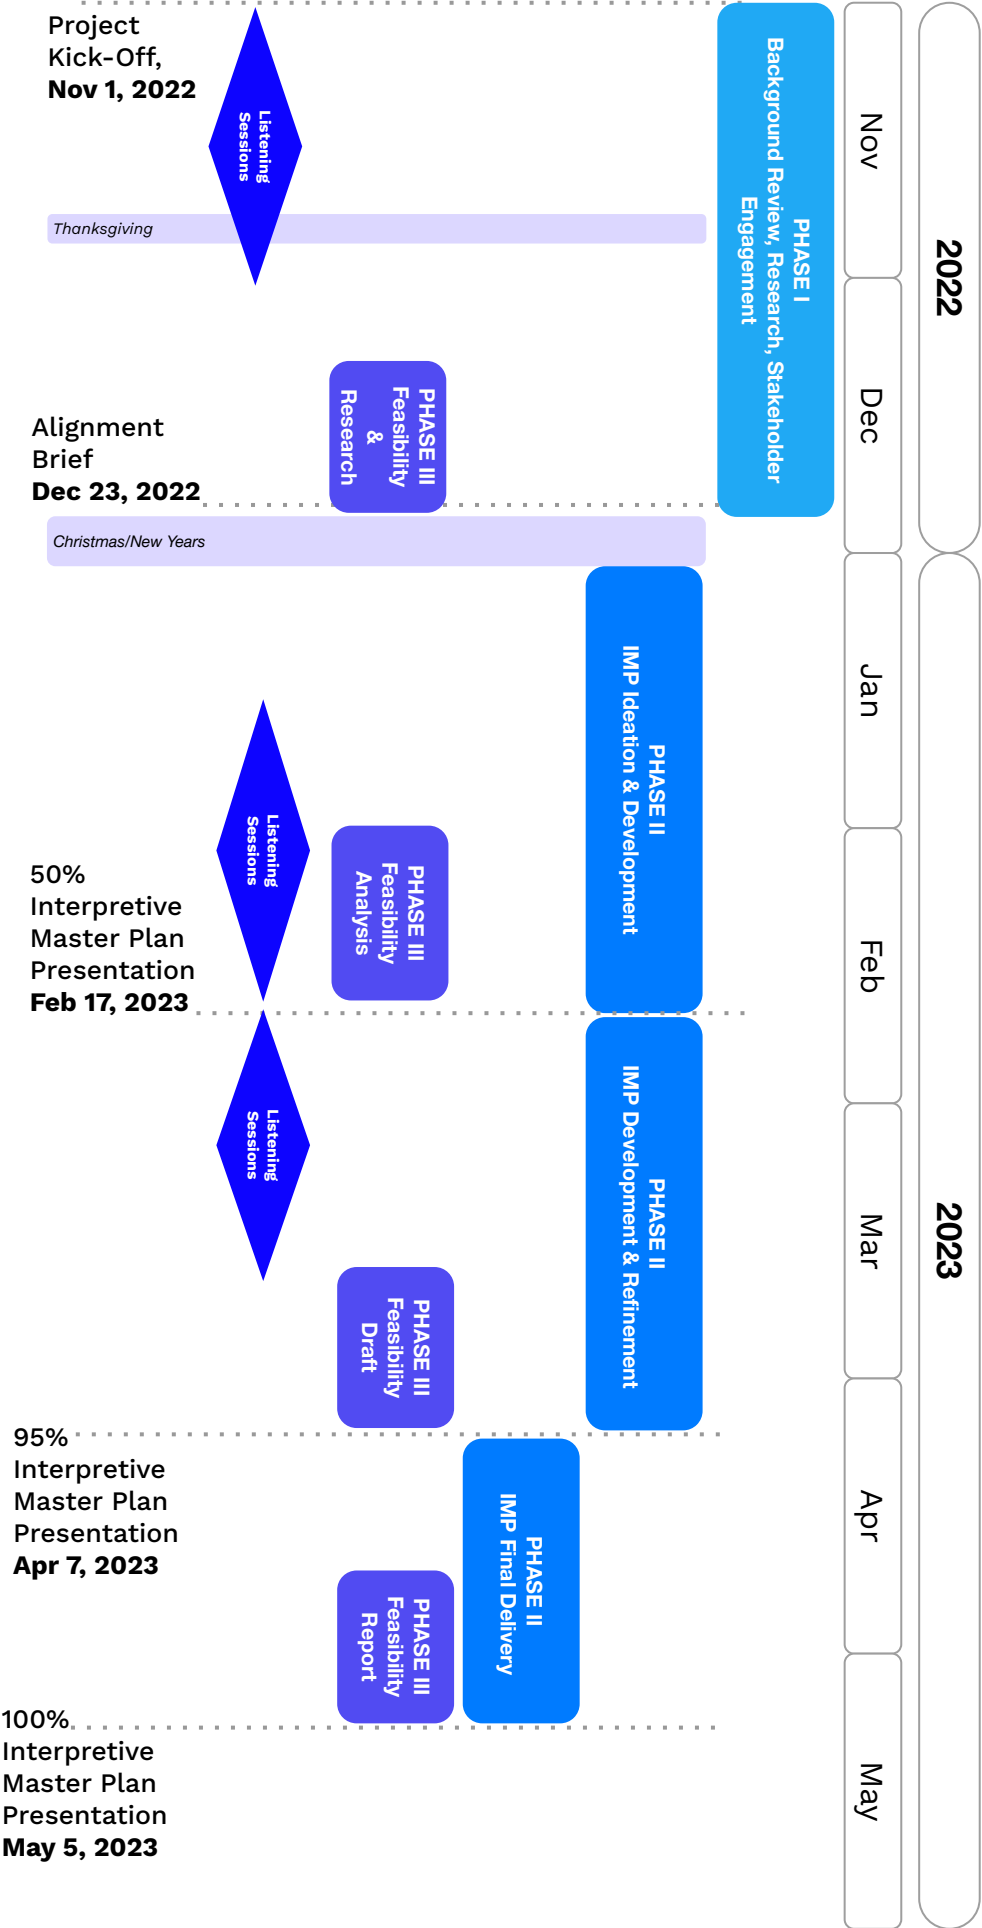 Project
Kick-Off,
Nov 1, 2022
Listening
Sessions
Thanksgiving
PHASE I
Background Review, Research, Stakeholder
Engagement
Nov
2022
Dec
PHASE III
Feasibility
&
Research
Alignment
Brief
Dec 23, 2022
Christmas/New Years
PHASE II
IMP Ideation & Development
Jan
Listening
Sessions
PHASE III
Feasibility
Analysis
Feb
50%
Interpretive
Master Plan
Presentation
Feb 17, 2023
Listening
Sessions
PHASE II
IMP Development & Refinement
Mar
2023
PHASE III
Feasibility
Draft
95%
Interpretive
Master Plan
Presentation
Apr 7, 2023
PHASE II
IMP Final Delivery
Apr
PHASE III
Feasibility
Report
100%
Interpretive
Master Plan
Presentation
May 5, 2023
May